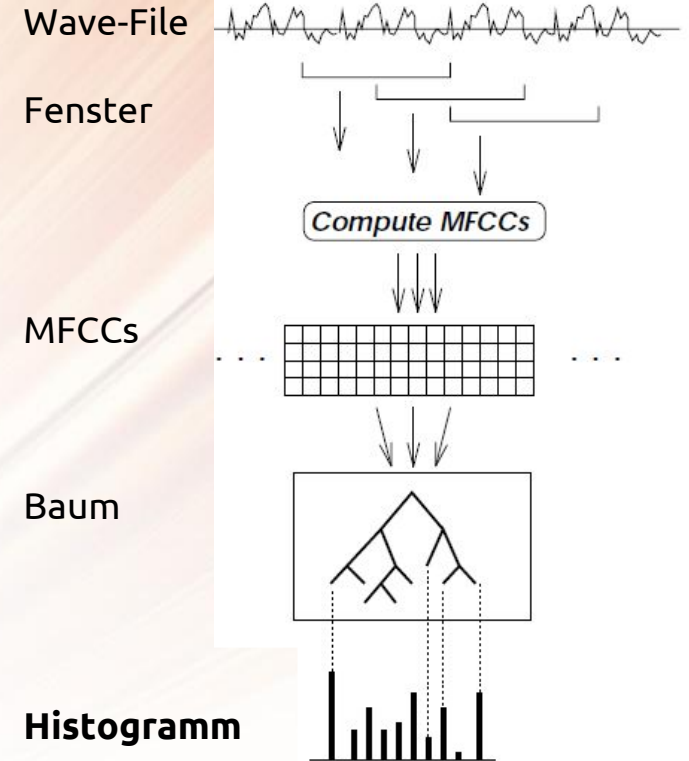 Wave-File
Fenster
Compute MFCCs
MFCCs
. . . . . .
Baum
Histogramm